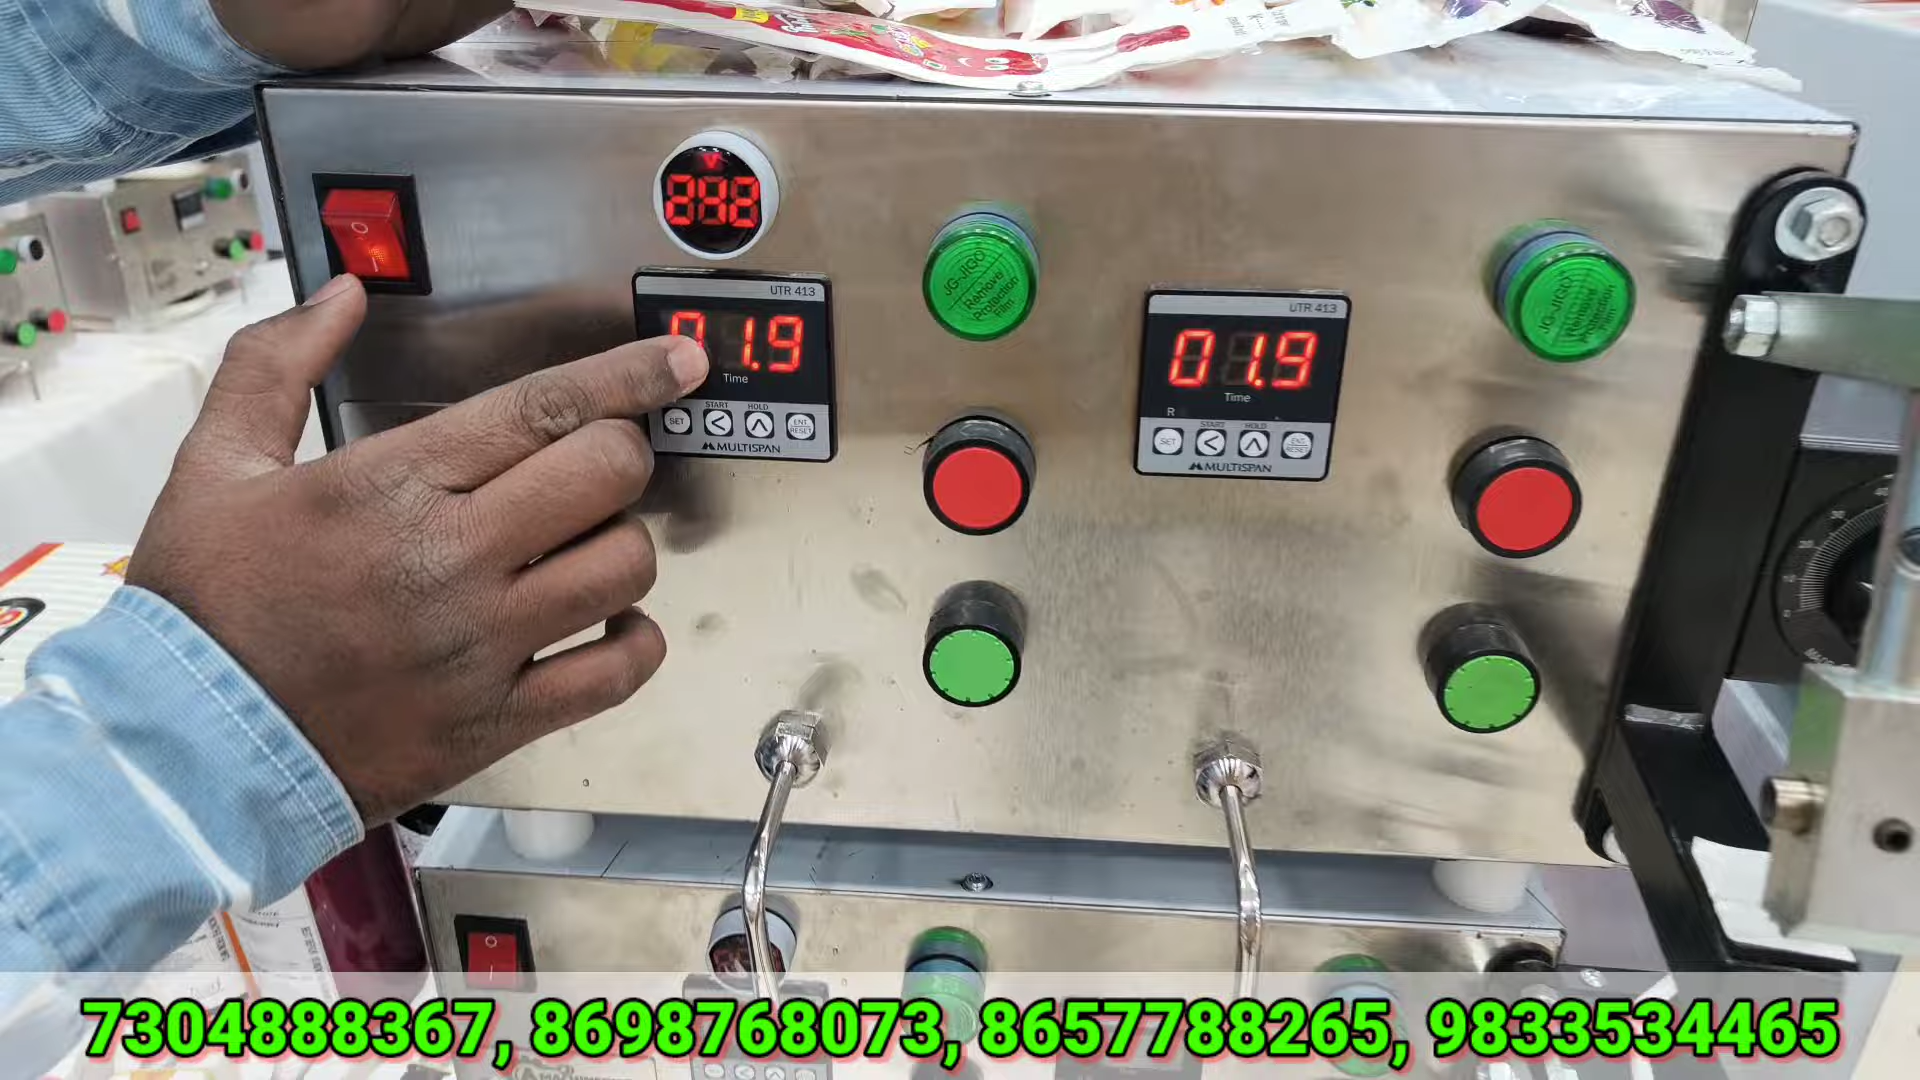 V
UTR 413
01.9
Time
START HOLD
SET ENT RESET
MULTISPAN
JG-JIGO
Remove
Protection
Film
UTR 413
01.9
Time
R
START HOLD
SET ENT RESET
MULTISPAN
JG-JIGO
Remove
Protection
Film
7304888367, 8698768073, 8657788265, 9833534465